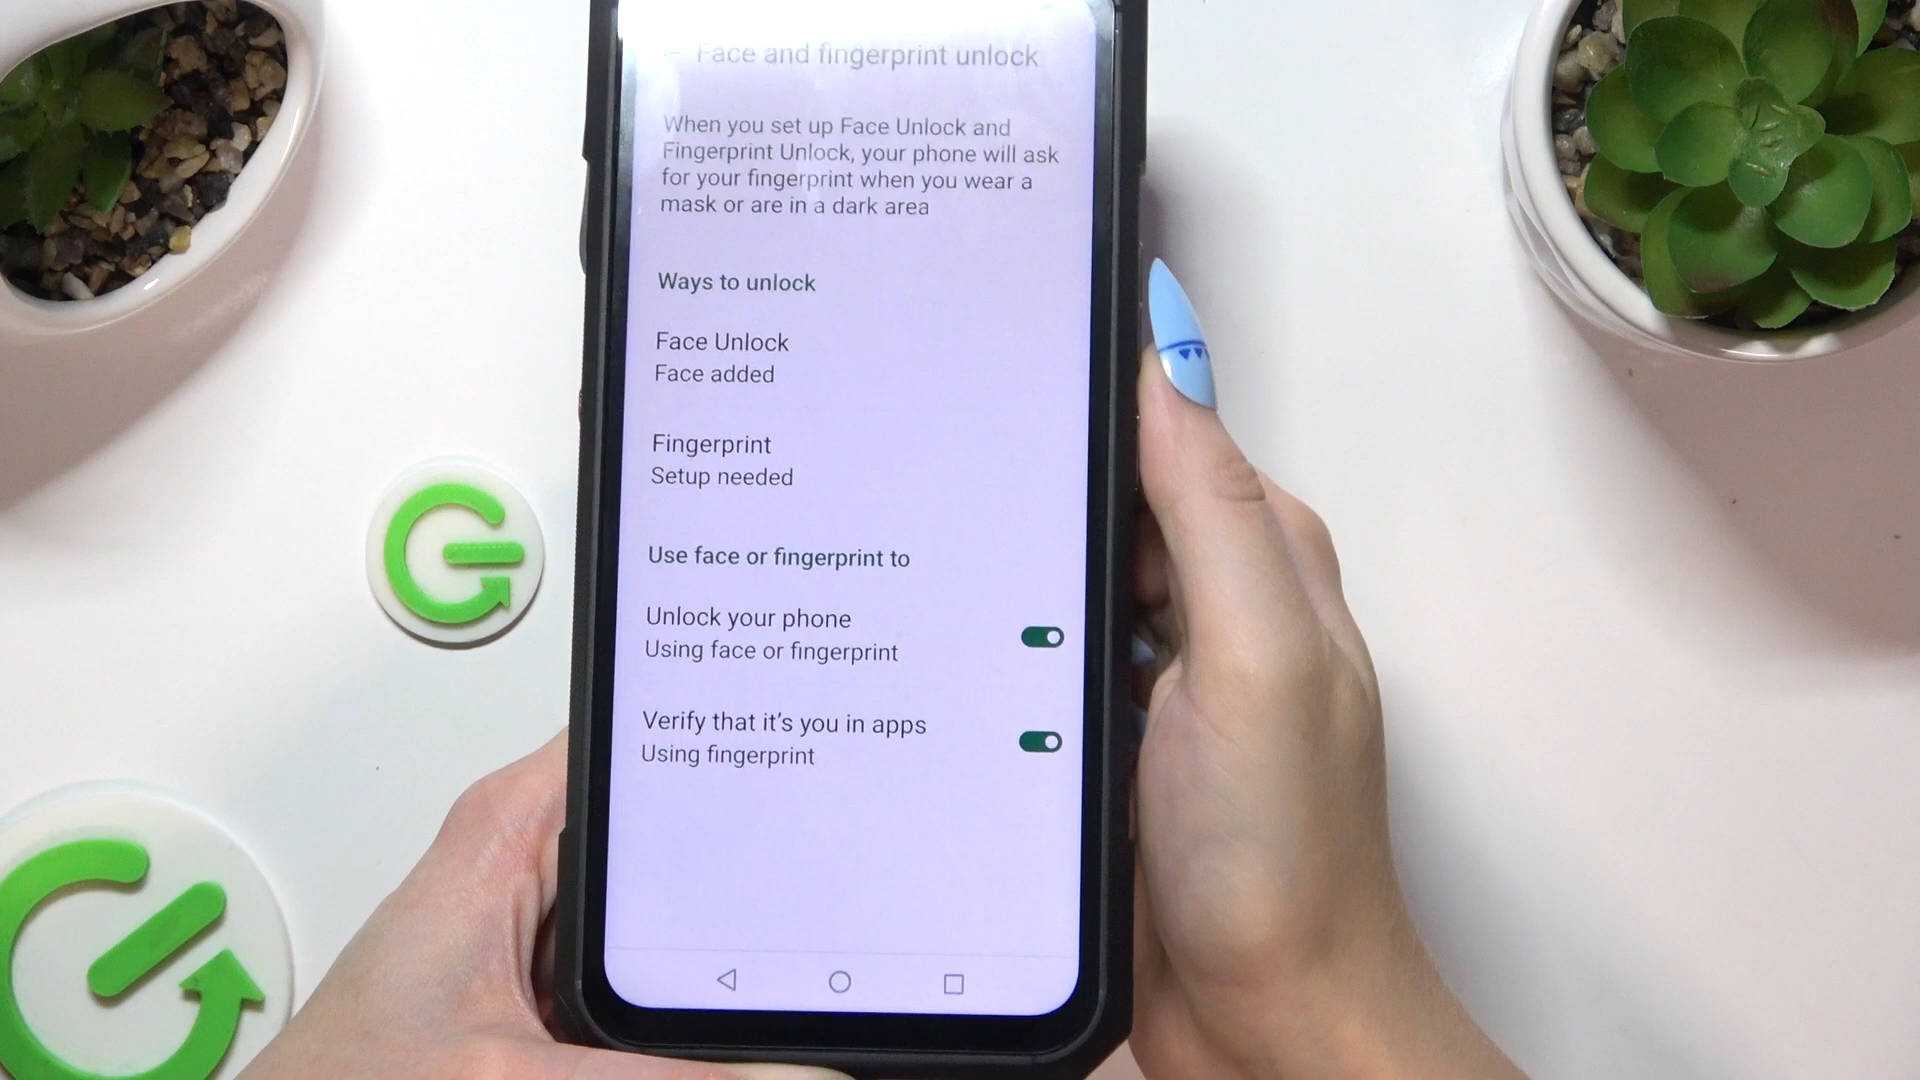 Face and fingerprint unlock
When you set up Face Unlock and
Fingerprint Unlock, your phone will ask
for your fingerprint when you wear a
mask or are in a dark area
Ways to unlock
Face Unlock
Face added
Fingerprint
Setup needed
Use face or fingerprint to
Unlock your phone
Using face or fingerprint
Verify that it’s you in apps
Using fingerprint